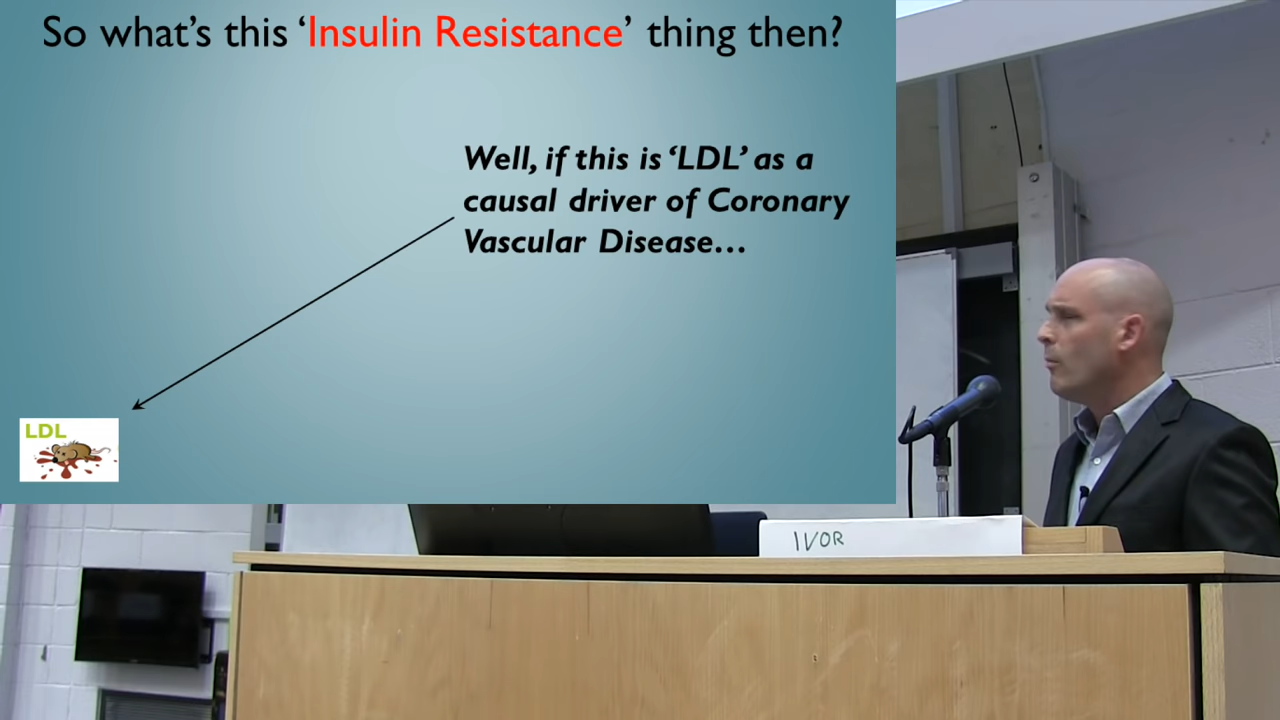 So what's this ‘Insulin Resistance’ thing then?
Well, if this is ‘LDL’ as a
causal driver of Coronary
Vascular Disease…
LDL
IVOR